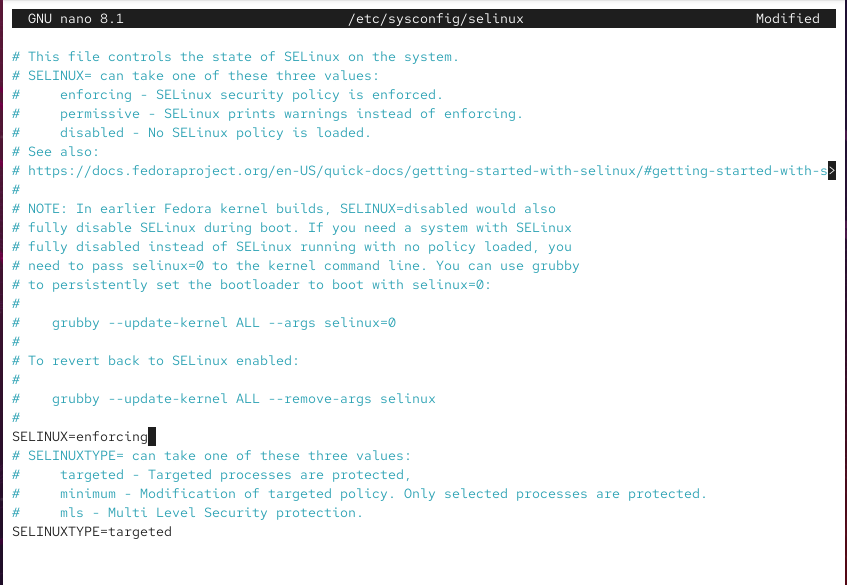 GNU nano 8.1 /etc/sysconfig/selinux Modified
# This file controls the state of SELinux on the system.
# SELINUX= can take one of these three values:
#     enforcing - SELinux security policy is enforced.
#     permissive - SELinux prints warnings instead of enforcing.
#     disabled - No SELinux policy is loaded.
# See also:
# https://docs.fedoraproject.org/en-US/quick-docs/getting-started-with-selinux/#getting-started-with-s>
#
# NOTE: In earlier Fedora kernel builds, SELINUX=disabled would also
# fully disable SELinux during boot. If you need a system with SELinux
# fully disabled instead of SELinux running with no policy loaded, you
# need to pass selinux=0 to the kernel command line. You can use grubby
# to persistently set the bootloader to boot with selinux=0:
#
#    grubby --update-kernel ALL --args selinux=0
#
# To revert back to SELinux enabled:
#
#    grubby --update-kernel ALL --remove-args selinux
#
SELINUX=enforcing
# SELINUXTYPE= can take one of these three values:
#     targeted - Targeted processes are protected,
#     minimum - Modification of targeted policy. Only selected processes are protected.
#     mls - Multi Level Security protection.
SELINUXTYPE=targeted